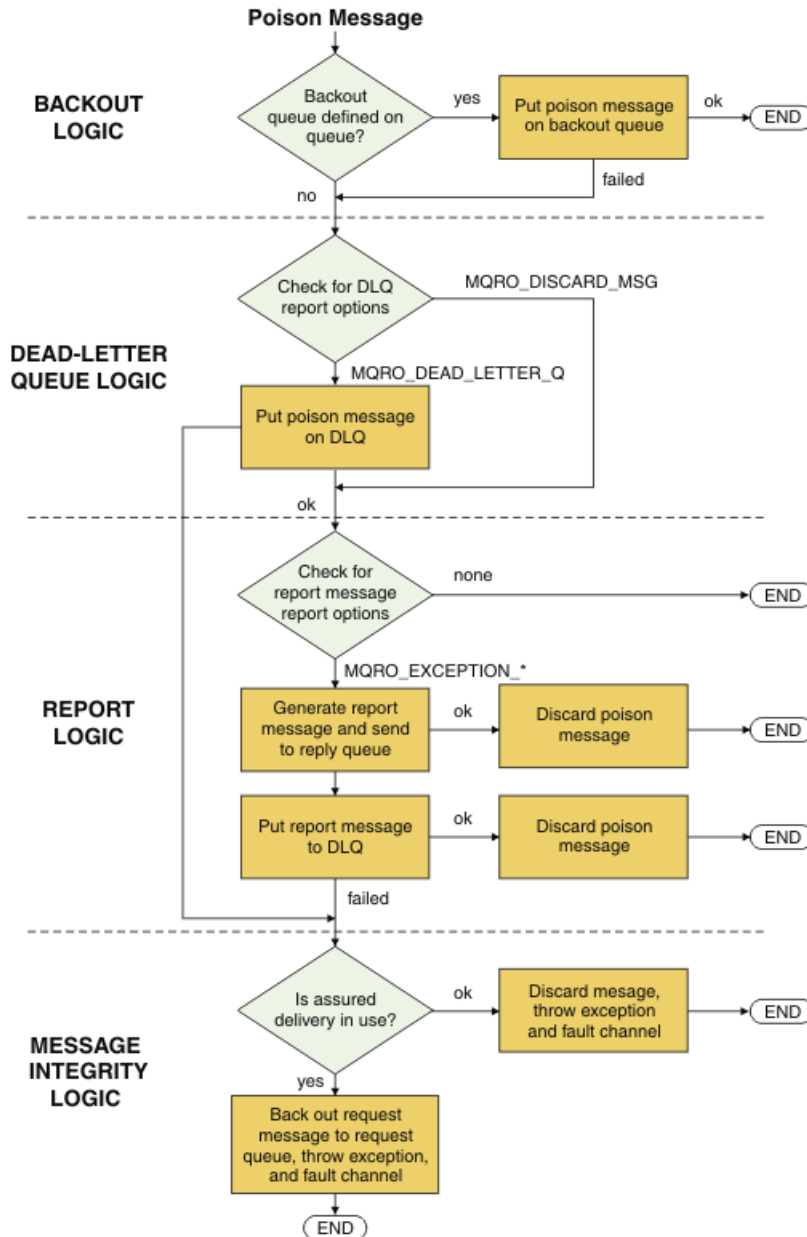 Poison Message
BACKOUT
LOGIC
Backout
queue defined on
queue?
yes
Put poison message
on backout queue
ok
END
failed
no
Check for DLQ
report options
MQRO_DISCARD_MSG
DEAD-LETTER
QUEUE LOGIC
MQRO_DEAD_LETTER_Q
Put poison message
on DLQ
ok
Check for
report message
report options
none
END
MQRO_EXCEPTION_*
REPORT
LOGIC
Generate report
message and send
to reply queue
ok
Discard poison
message
END
Put report message
to DLQ
ok
Discard poison
message
END
failed
Is assured
delivery in use?
ok
Discard mesage,
throw exception
and fault channel
END
MESSAGE
INTEGRITY
LOGIC
yes
Back out request
message to request
queue, throw exception,
and fault channel
END